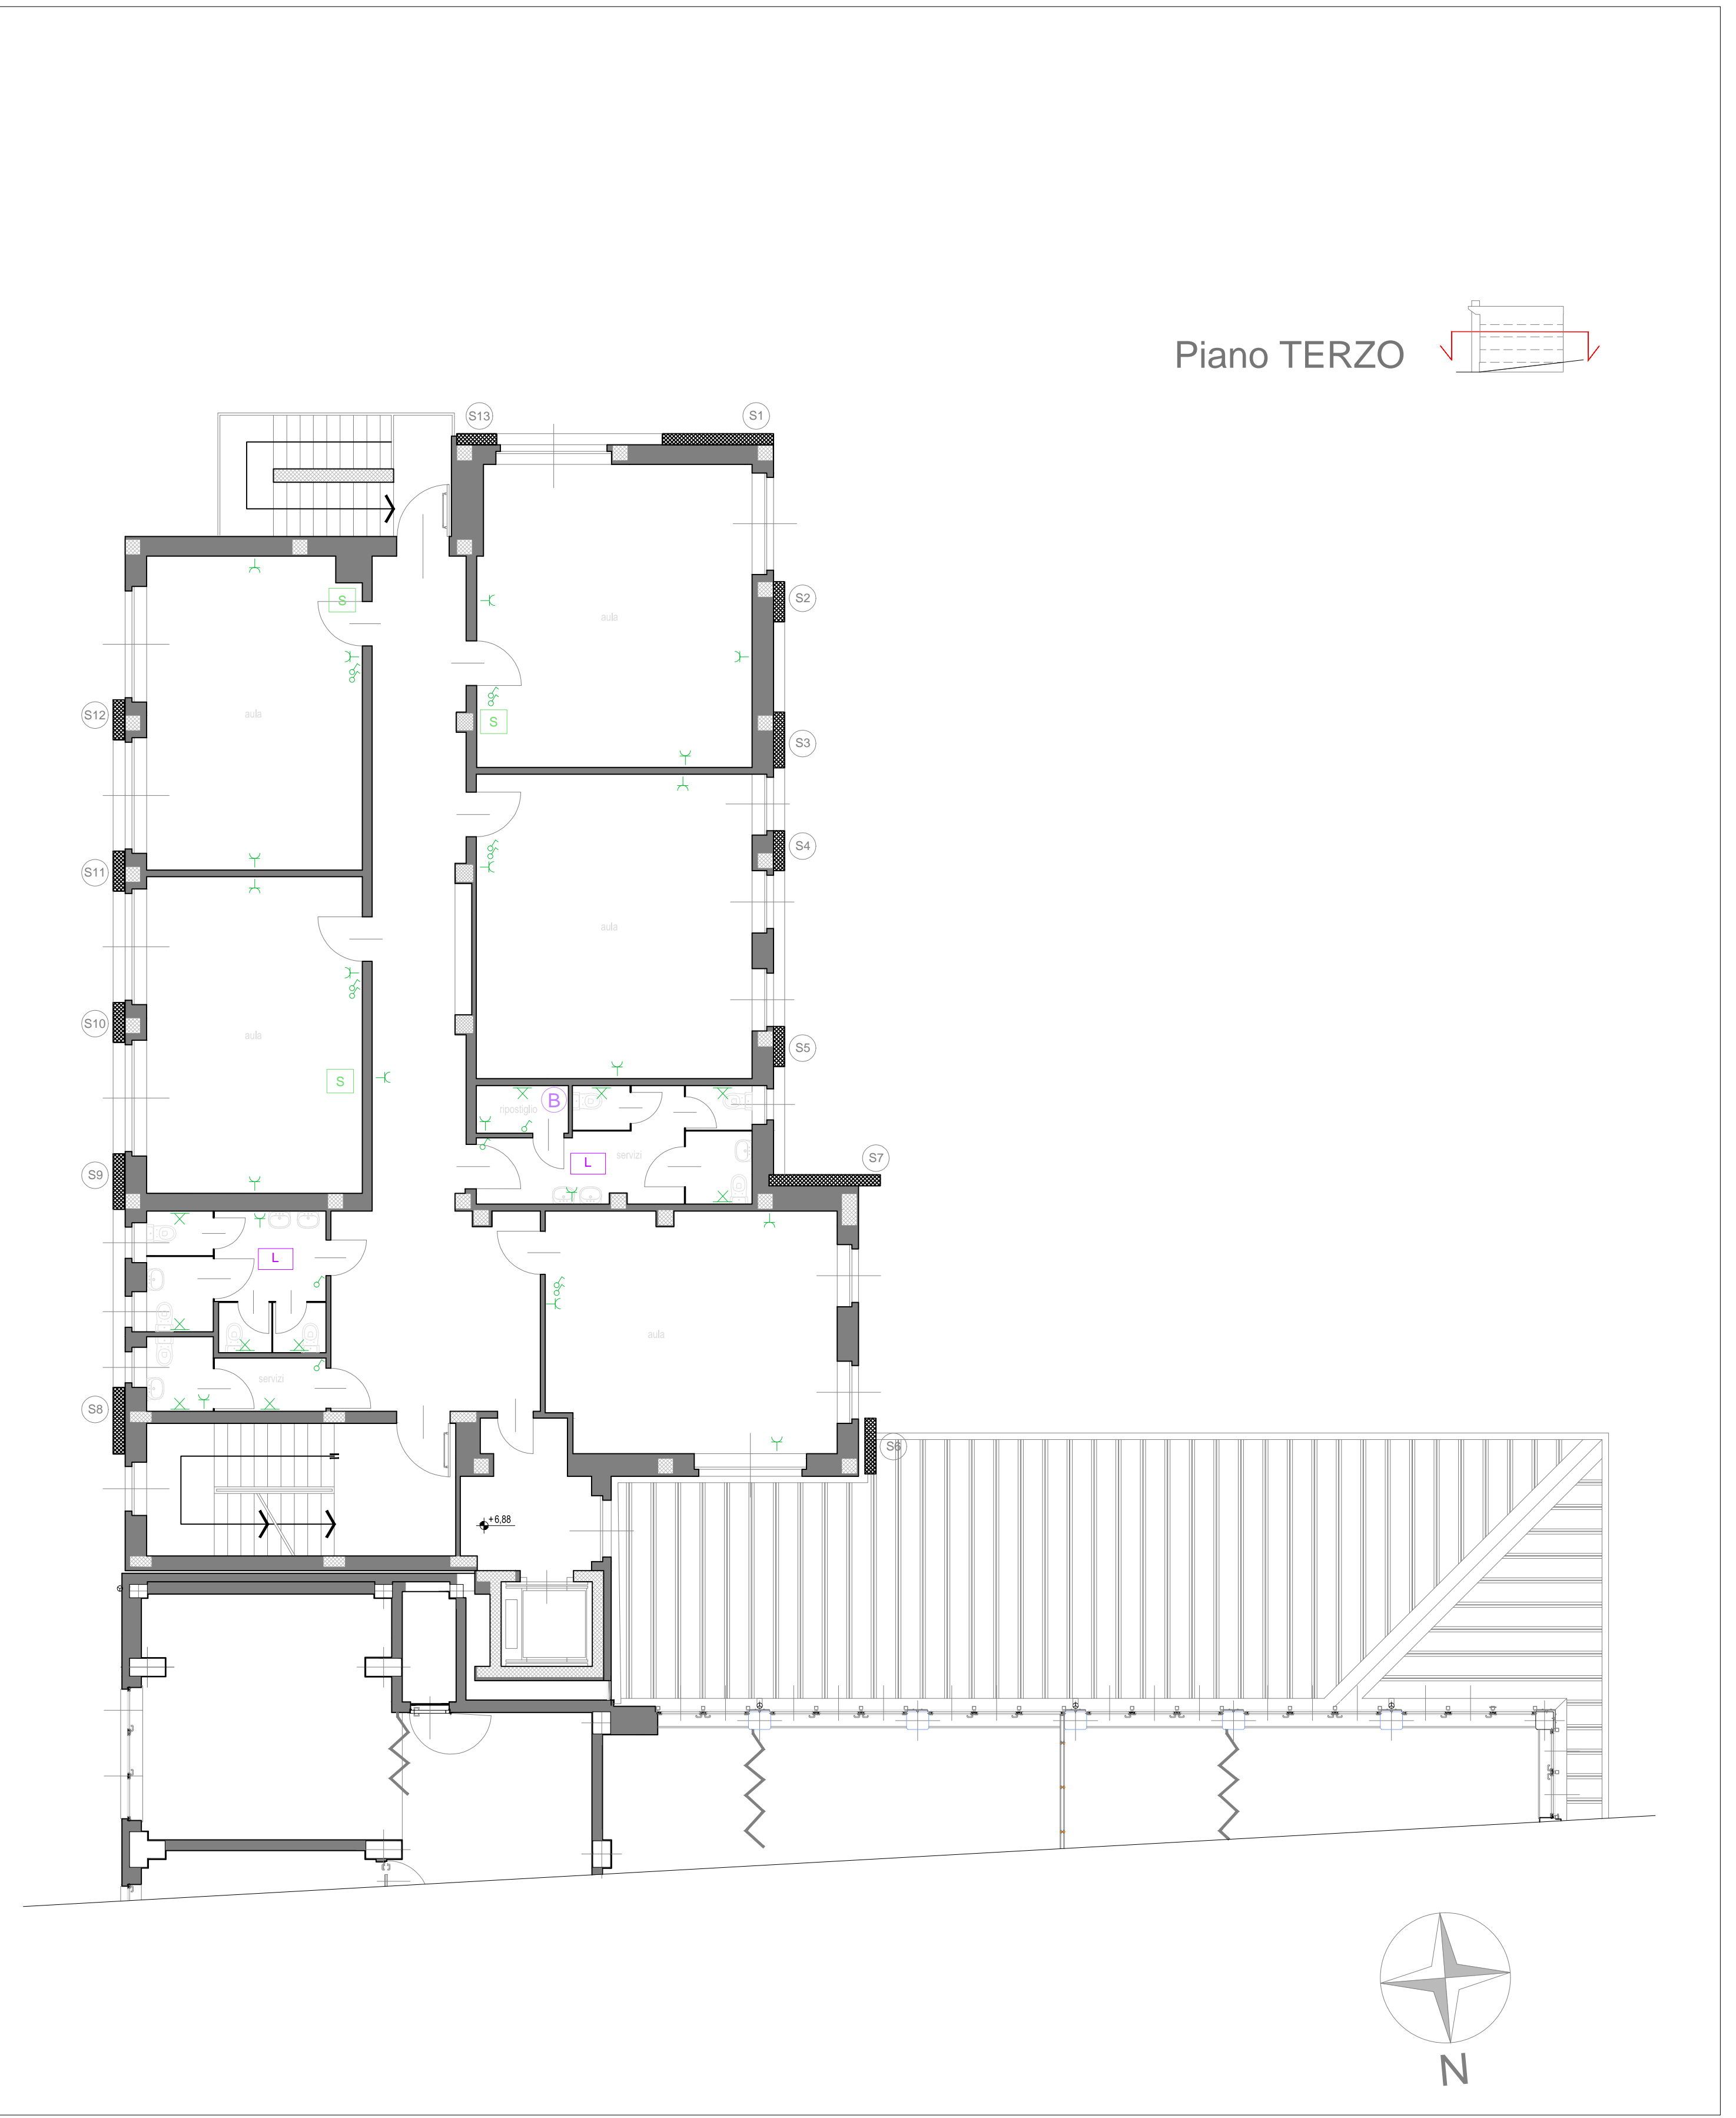 Piano TERZO
S13
S1
S
S2
aula
aula
S12
S
S3
S4
S11
aula
S10
aula
S5
S
B
ripostiglio
servizi
L
S7
S9
L
aula
servizi
S8
S6
+6,88
N